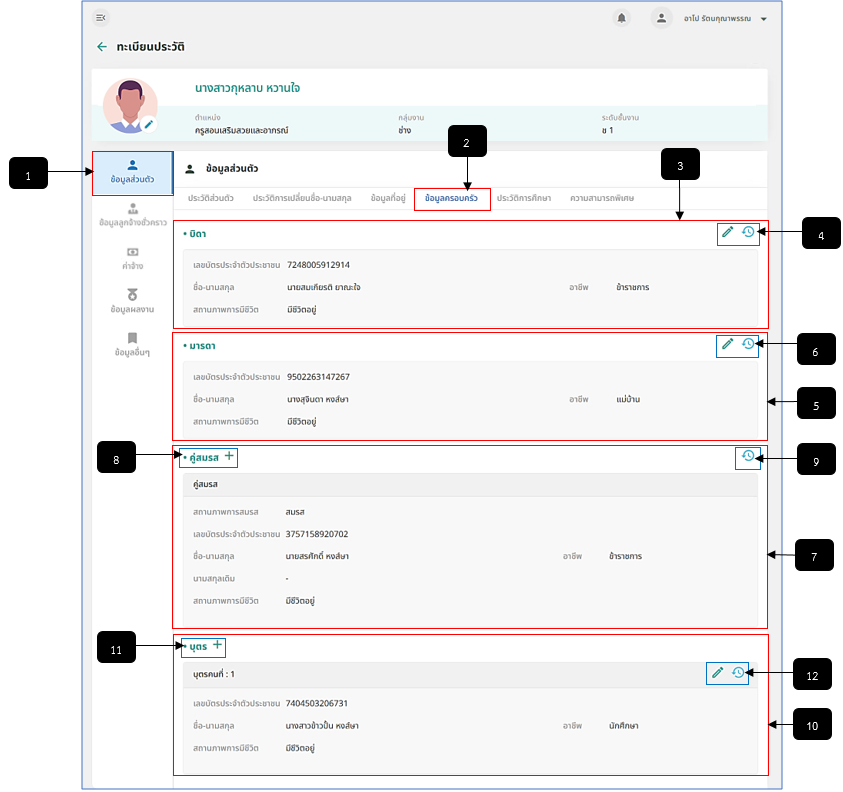 อาโป รัตนกุณาพรรณ
ทะเบียนประวัติ
นางสาวกุหลาบ หวานใจ
ตำแหน่ง กลุ่มงาน ระดับชั้นงาน
ครูสอนเสริมสวยและอาภรณ์ ช่าง ช 1
2
1
3
ข้อมูลส่วนตัว
ข้อมูลส่วนตัว
ประวัติส่วนตัว ประวัติการเปลี่ยนชื่อ-นามสกุล ข้อมูลที่อยู่ ข้อมูลครอบครัว ประวัติการศึกษา ความสามารถพิเศษ
ข้อมูลลูกจ้างชั่วคราว
ค่าจ้าง
ข้อมูลผลงาน
ข้อมูลอื่นๆ
• บิดา
4
เลขบัตรประจำตัวประชาชน 7248005912914
ชื่อ-นามสกุล นายสมเกียรติ ยาณะใจ อาชีพ ข้าราชการ
สถานภาพการมีชีวิต มีชีวิตอยู่
• มารดา
6
เลขบัตรประจำตัวประชาชน 9502263147267
ชื่อ-นามสกุล นางสุจินดา หงส์ษา อาชีพ แม่บ้าน
5
สถานภาพการมีชีวิต มีชีวิตอยู่
8
• คู่สมรส +
9
คู่สมรส
สถานภาพการสมรส สมรส
เลขบัตรประจำตัวประชาชน 3757158920702
ชื่อ-นามสกุล นายสรศักดิ์ หงส์ษา อาชีพ ข้าราชการ
7
นามสกุลเดิม -
สถานภาพการมีชีวิต มีชีวิตอยู่
11
• บุตร +
บุตรคนที่ : 1
12
เลขบัตรประจำตัวประชาชน 7404503206731
ชื่อ-นามสกุล นางสาวข้าวปั้น หงส์ษา อาชีพ นักศึกษา
10
สถานภาพการมีชีวิต มีชีวิตอยู่